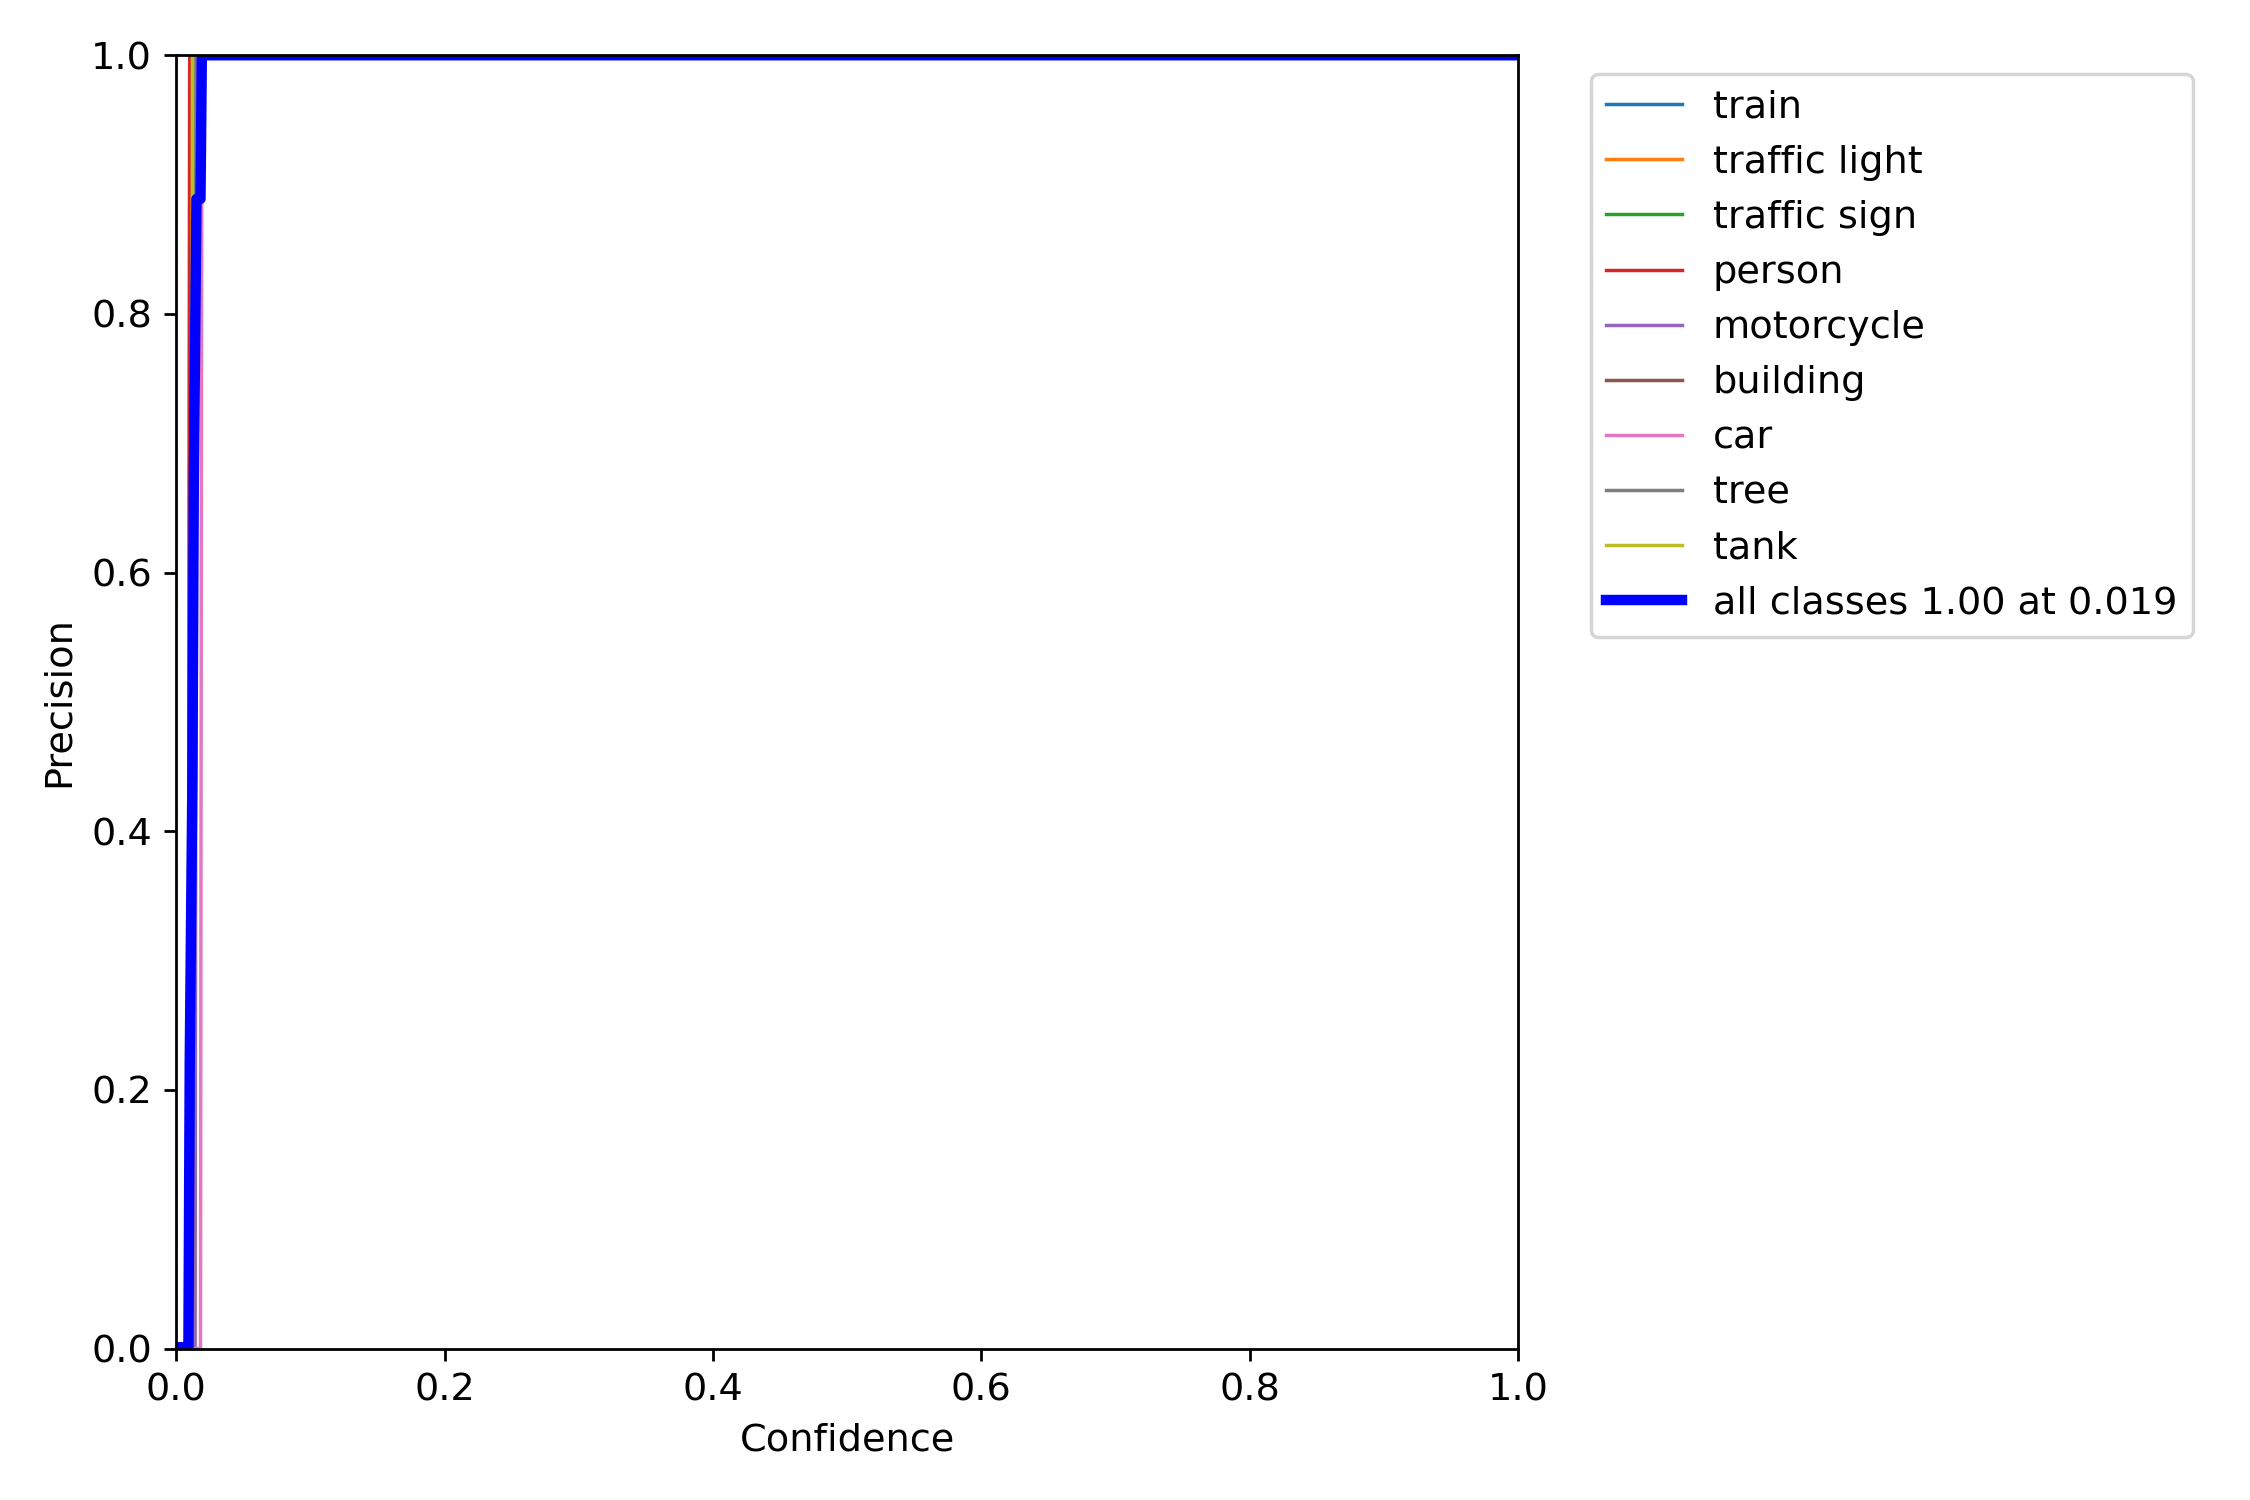 1.0
0.8
0.6
0.4
0.2
0.0
Precision
0.0 0.2 0.4 0.6 0.8 1.0
Confidence
train
traffic light
traffic sign
person
motorcycle
building
car
tree
tank
all classes 1.00 at 0.019